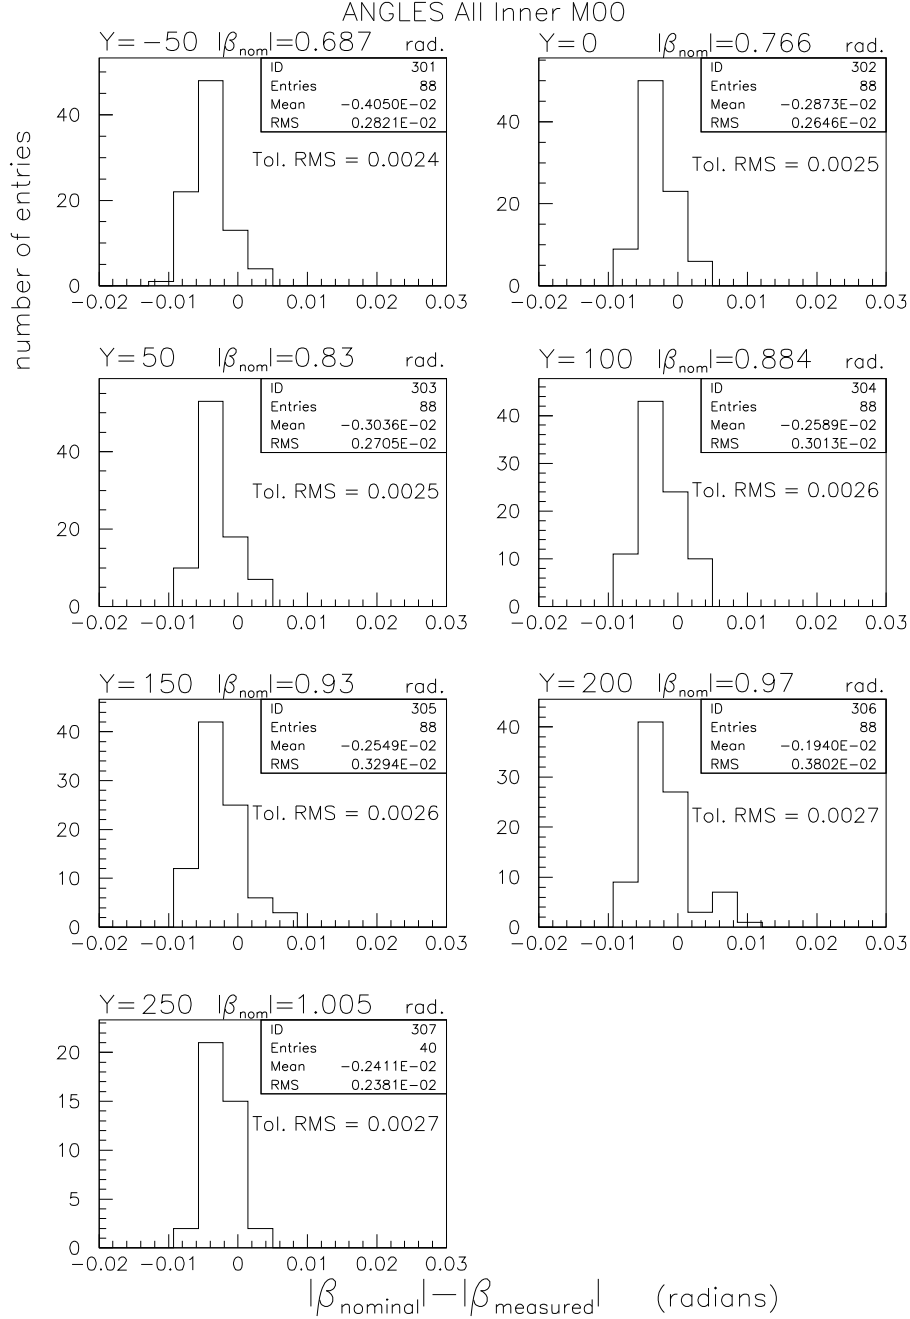 ANGLES All Inner M00
Y=-50 |β nom|=0.687 rad.
ID 301
Entries 88
Mean -0.4050E-02
RMS 0.2821E-02
Tol. RMS = 0.0024
40
20
0
-0.02 -0.01 0 0.01 0.02 0.03
number of entries
Y=0 |β nom|=0.766 rad.
ID 302
Entries 88
Mean -0.2873E-02
RMS 0.2646E-02
Tol. RMS = 0.0025
40
20
0
-0.02 -0.01 0 0.01 0.02 0.03
Y=50 |β nom|=0.83 rad.
ID 303
Entries 88
Mean -0.3036E-02
RMS 0.2705E-02
Tol. RMS = 0.0025
40
20
0
-0.02 -0.01 0 0.01 0.02 0.03
Y=100 |β nom|=0.884 rad.
ID 304
Entries 88
Mean -0.2589E-02
RMS 0.3013E-02
Tol. RMS = 0.0026
40
30
20
10
0
-0.02 -0.01 0 0.01 0.02 0.03
Y=150 |β nom|=0.93 rad.
ID 305
Entries 88
Mean -0.2549E-02
RMS 0.3294E-02
Tol. RMS = 0.0026
40
30
20
10
0
-0.02 -0.01 0 0.01 0.02 0.03
Y=200 |β nom|=0.97 rad.
ID 306
Entries 88
Mean -0.1940E-02
RMS 0.3802E-02
Tol. RMS = 0.0027
40
30
20
10
0
-0.02 -0.01 0 0.01 0.02 0.03
Y=250 |β nom|=1.005 rad.
ID 307
Entries 40
Mean -0.2411E-02
RMS 0.2381E-02
Tol. RMS = 0.0027
20
15
10
5
0
-0.02 -0.01 0 0.01 0.02 0.03
|β nominal|-|β measured| (radians)